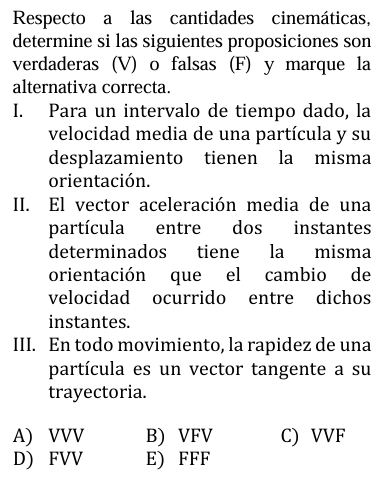 Respecto a las cantidades cinemáticas,
determine si las siguientes proposiciones son
verdaderas (V) o falsas (F) y marque la
alternativa correcta.
I. Para un intervalo de tiempo dado, la
velocidad media de una partícula y su
desplazamiento tienen la misma
orientación.
II. El vector aceleración media de una
partícula entre dos instantes
determinados tiene la misma
orientación que el cambio de
velocidad ocurrido entre dichos
instantes.
III. En todo movimiento, la rapidez de una
partícula es un vector tangente a su
trayectoria.
A) VVV B) VFV C) VVF
D) FVV E) FFF